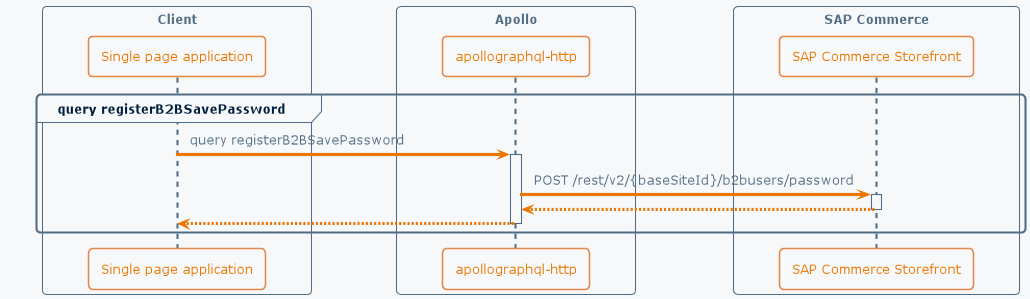 Client
Apollo
SAP Commerce
Single page application
apollographql-http
SAP Commerce Storefront
query registerB2BSavePassword
query registerB2BSavePassword
POST /rest/v2/{baseSiteId}/b2busers/password
Single page application
apollographql-http
SAP Commerce Storefront